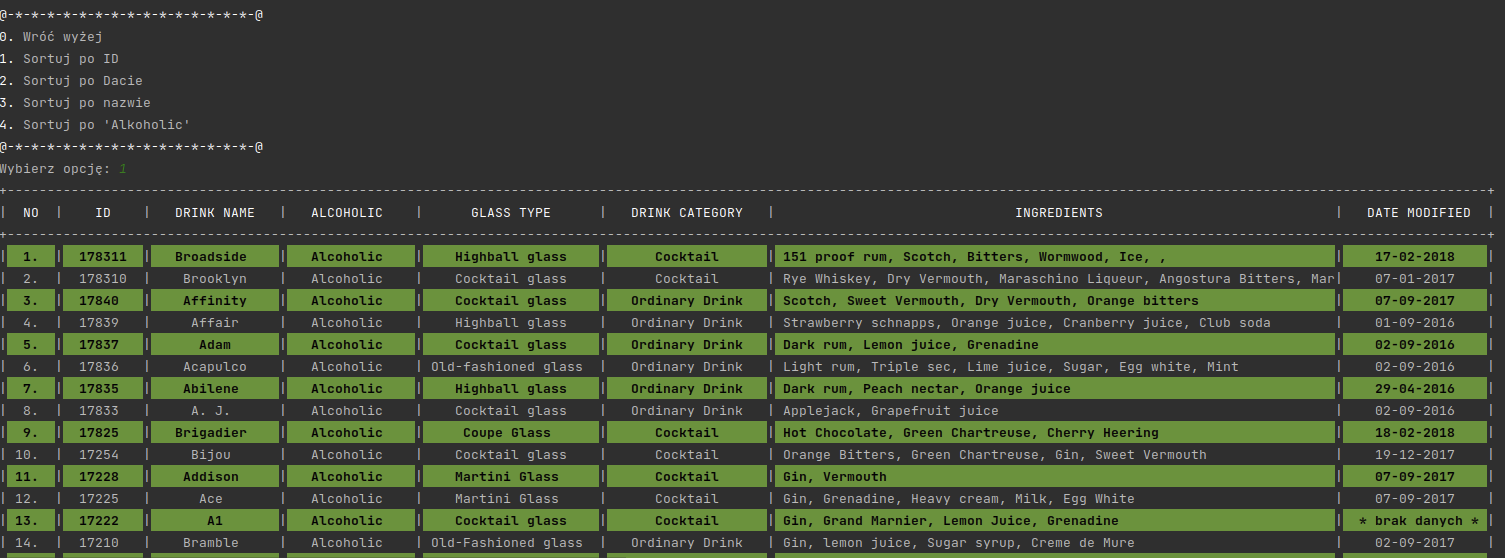 @-*-*-*-*-*-*-*-*-*-*-*-*-*-*-*-@
0. Wróć wyżej
1. Sortuj po ID
2. Sortuj po Dacie
3. Sortuj po nazwie
4. Sortuj po 'Alkoholic'
@-*-*-*-*-*-*-*-*-*-*-*-*-*-*-*-@
Wybierz opcję: 1
| NO | ID | DRINK NAME | ALCOHOLIC | GLASS TYPE | DRINK CATEGORY | INGREDIENTS | DATE MODIFIED |
| 1. | 178311 | Broadside | Alcoholic | Highball glass | Cocktail | 151 proof rum, Scotch, Bitters, Wormwood, Ice, , | 17-02-2018 |
| 2. | 178310 | Brooklyn | Alcoholic | Cocktail glass | Cocktail | Rye Whiskey, Dry Vermouth, Maraschino Liqueur, Angostura Bitters, Mar| 07-01-2017 |
| 3. | 17840 | Affinity | Alcoholic | Cocktail glass | Ordinary Drink | Scotch, Sweet Vermouth, Dry Vermouth, Orange bitters | 07-09-2017 |
| 4. | 17839 | Affair | Alcoholic | Highball glass | Ordinary Drink | Strawberry schnapps, Orange juice, Cranberry juice, Club soda | 01-09-2016 |
| 5. | 17837 | Adam | Alcoholic | Cocktail glass | Ordinary Drink | Dark rum, Lemon juice, Grenadine | 02-09-2016 |
| 6. | 17836 | Acapulco | Alcoholic | Old-fashioned glass | Ordinary Drink | Light rum, Triple sec, Lime juice, Sugar, Egg white, Mint | 02-09-2016 |
| 7. | 17835 | Abilene | Alcoholic | Highball glass | Ordinary Drink | Dark rum, Peach nectar, Orange juice | 29-04-2016 |
| 8. | 17833 | A. J. | Alcoholic | Cocktail glass | Ordinary Drink | Applejack, Grapefruit juice | 02-09-2016 |
| 9. | 17825 | Brigadier | Alcoholic | Coupe Glass | Cocktail | Hot Chocolate, Green Chartreuse, Cherry Heering | 18-02-2018 |
| 10. | 17254 | Bijou | Alcoholic | Cocktail glass | Cocktail | Orange Bitters, Green Chartreuse, Gin, Sweet Vermouth | 19-12-2017 |
| 11. | 17228 | Addison | Alcoholic | Martini Glass | Cocktail | Gin, Vermouth | 07-09-2017 |
| 12. | 17225 | Ace | Alcoholic | Martini Glass | Cocktail | Gin, Grenadine, Heavy cream, Milk, Egg White | 07-09-2017 |
| 13. | 17222 | A1 | Alcoholic | Cocktail glass | Cocktail | Gin, Grand Marnier, Lemon Juice, Grenadine | * brak danych * |
| 14. | 17210 | Bramble | Alcoholic | Old-Fashioned glass | Ordinary Drink | Gin, lemon juice, Sugar syrup, Creme de Mure | 02-09-2017 |